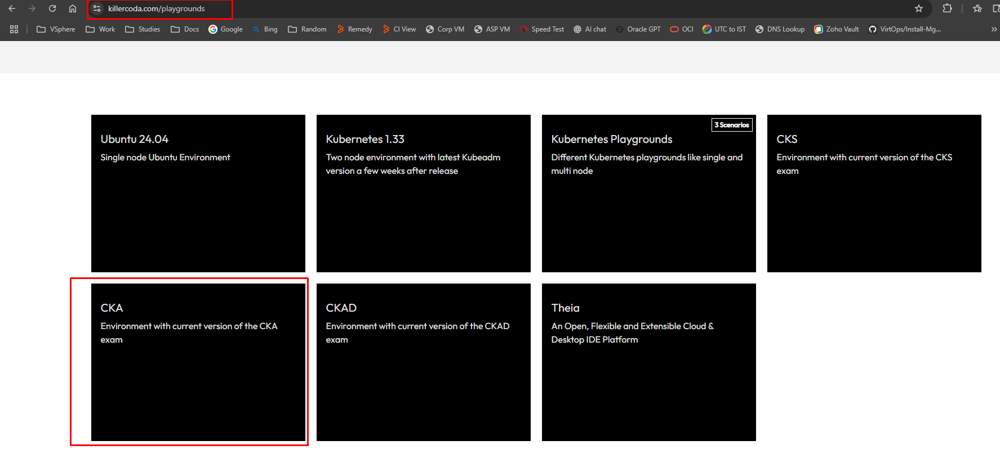 killercoda.com/playgrounds
VSphere Work Studies Docs Google Bing Random Remedy CI View Corp VM ASP VM Speed Test AI chat Oracle GPT OCI UTC to IST DNS Lookup Zoho Vault VirtOps/Install-Mg...
3 Scenarios
Ubuntu 24.04
Single node Ubuntu Environment
Kubernetes 1.33
Two node environment with latest Kubeadm
version a few weeks after release
Kubernetes Playgrounds
Different Kubernetes playgrounds like single and
multi node
CKS
Environment with current version of the CKS
exam
CKA
Environment with current version of the CKA
exam
CKAD
Environment with current version of the CKAD
exam
Theia
An Open, Flexible and Extensible Cloud &
Desktop IDE Platform